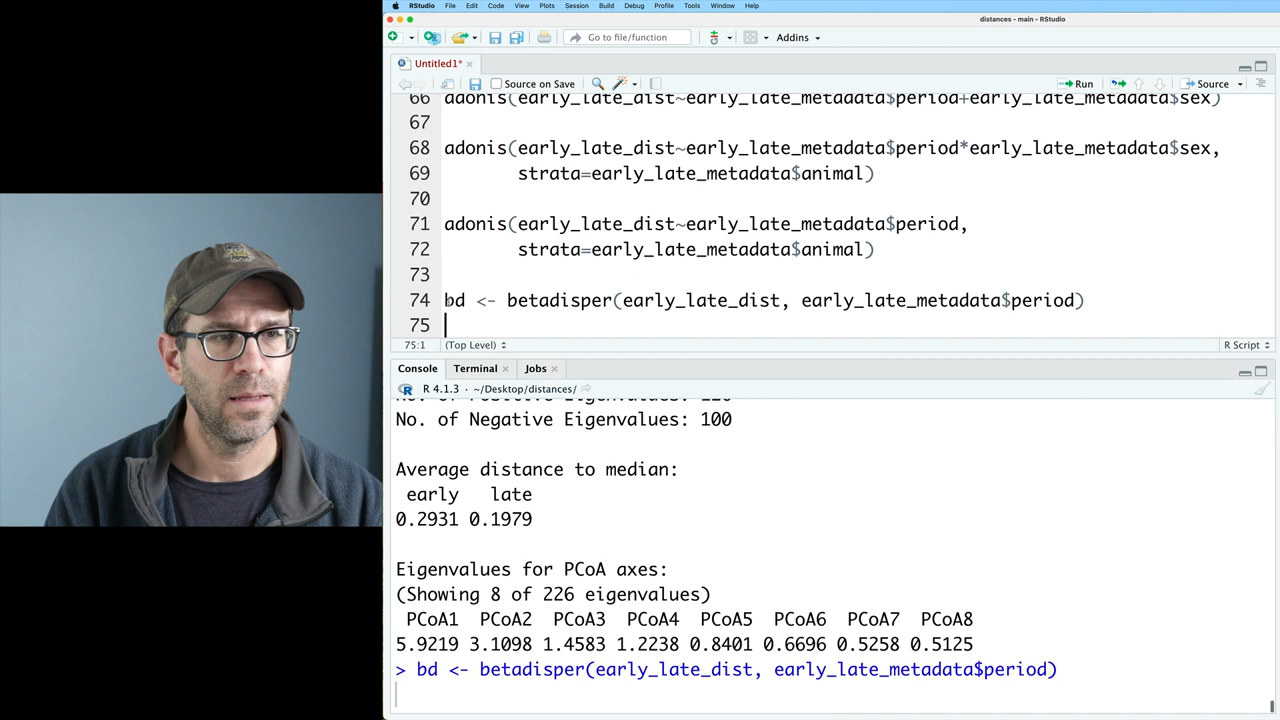 RStudio File Edit Code View Plots Session Build Debug Profile Tools Window Help
distances - main - RStudio
Go to file/function Addins
Untitled1*
Source on Save Run Source
66 adonis(early_late_dist~early_late_metadata$period+early_late_metadata$sex)
67
68 adonis(early_late_dist~early_late_metadata$period*early_late_metadata$sex,
69 strata=early_late_metadata$animal)
70
71 adonis(early_late_dist~early_late_metadata$period,
72 strata=early_late_metadata$animal)
73
74 bd <- betadisper(early_late_dist, early_late_metadata$period)
75
75:1 (Top Level) R Script
Console Terminal Jobs
R 4.1.3 · ~/Desktop/distances/
No. of Negative Eigenvalues: 100
Average distance to median:
early late
0.2931 0.1979
Eigenvalues for PCoA axes:
(Showing 8 of 226 eigenvalues)
PCoA1 PCoA2 PCoA3 PCoA4 PCoA5 PCoA6 PCoA7 PCoA8
5.9219 3.1098 1.4583 1.2238 0.8401 0.6696 0.5258 0.5125
> bd <- betadisper(early_late_dist, early_late_metadata$period)